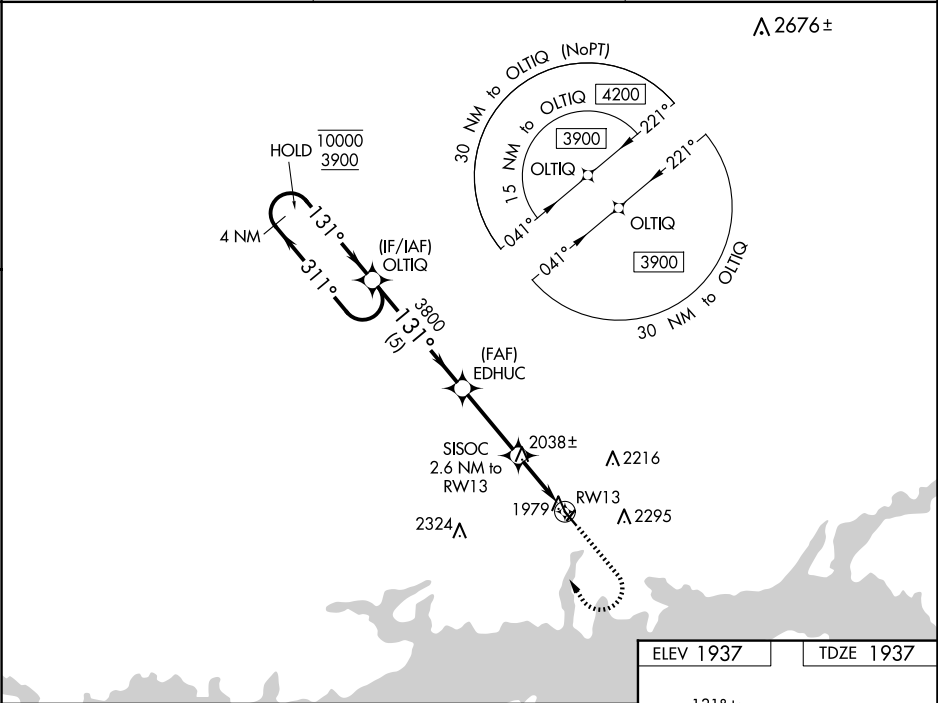 2676±
30 NM to OLTIQ (NoPT)
15 NM to OLTIQ
4200
3900
OLTIQ
221°
041°
221°
OLTIQ
041°
3900
30 NM to OLTIQ
HOLD
10000
3900
131°
4 NM
311°
(IF/IAF)
OLTIQ
3800
131°
(5)
(FAF)
EDHUC
SISOC
2.6 NM to
RW13
2038±
2216
1979
RW13
2324
2295
ELEV 1937
TDZE 1937